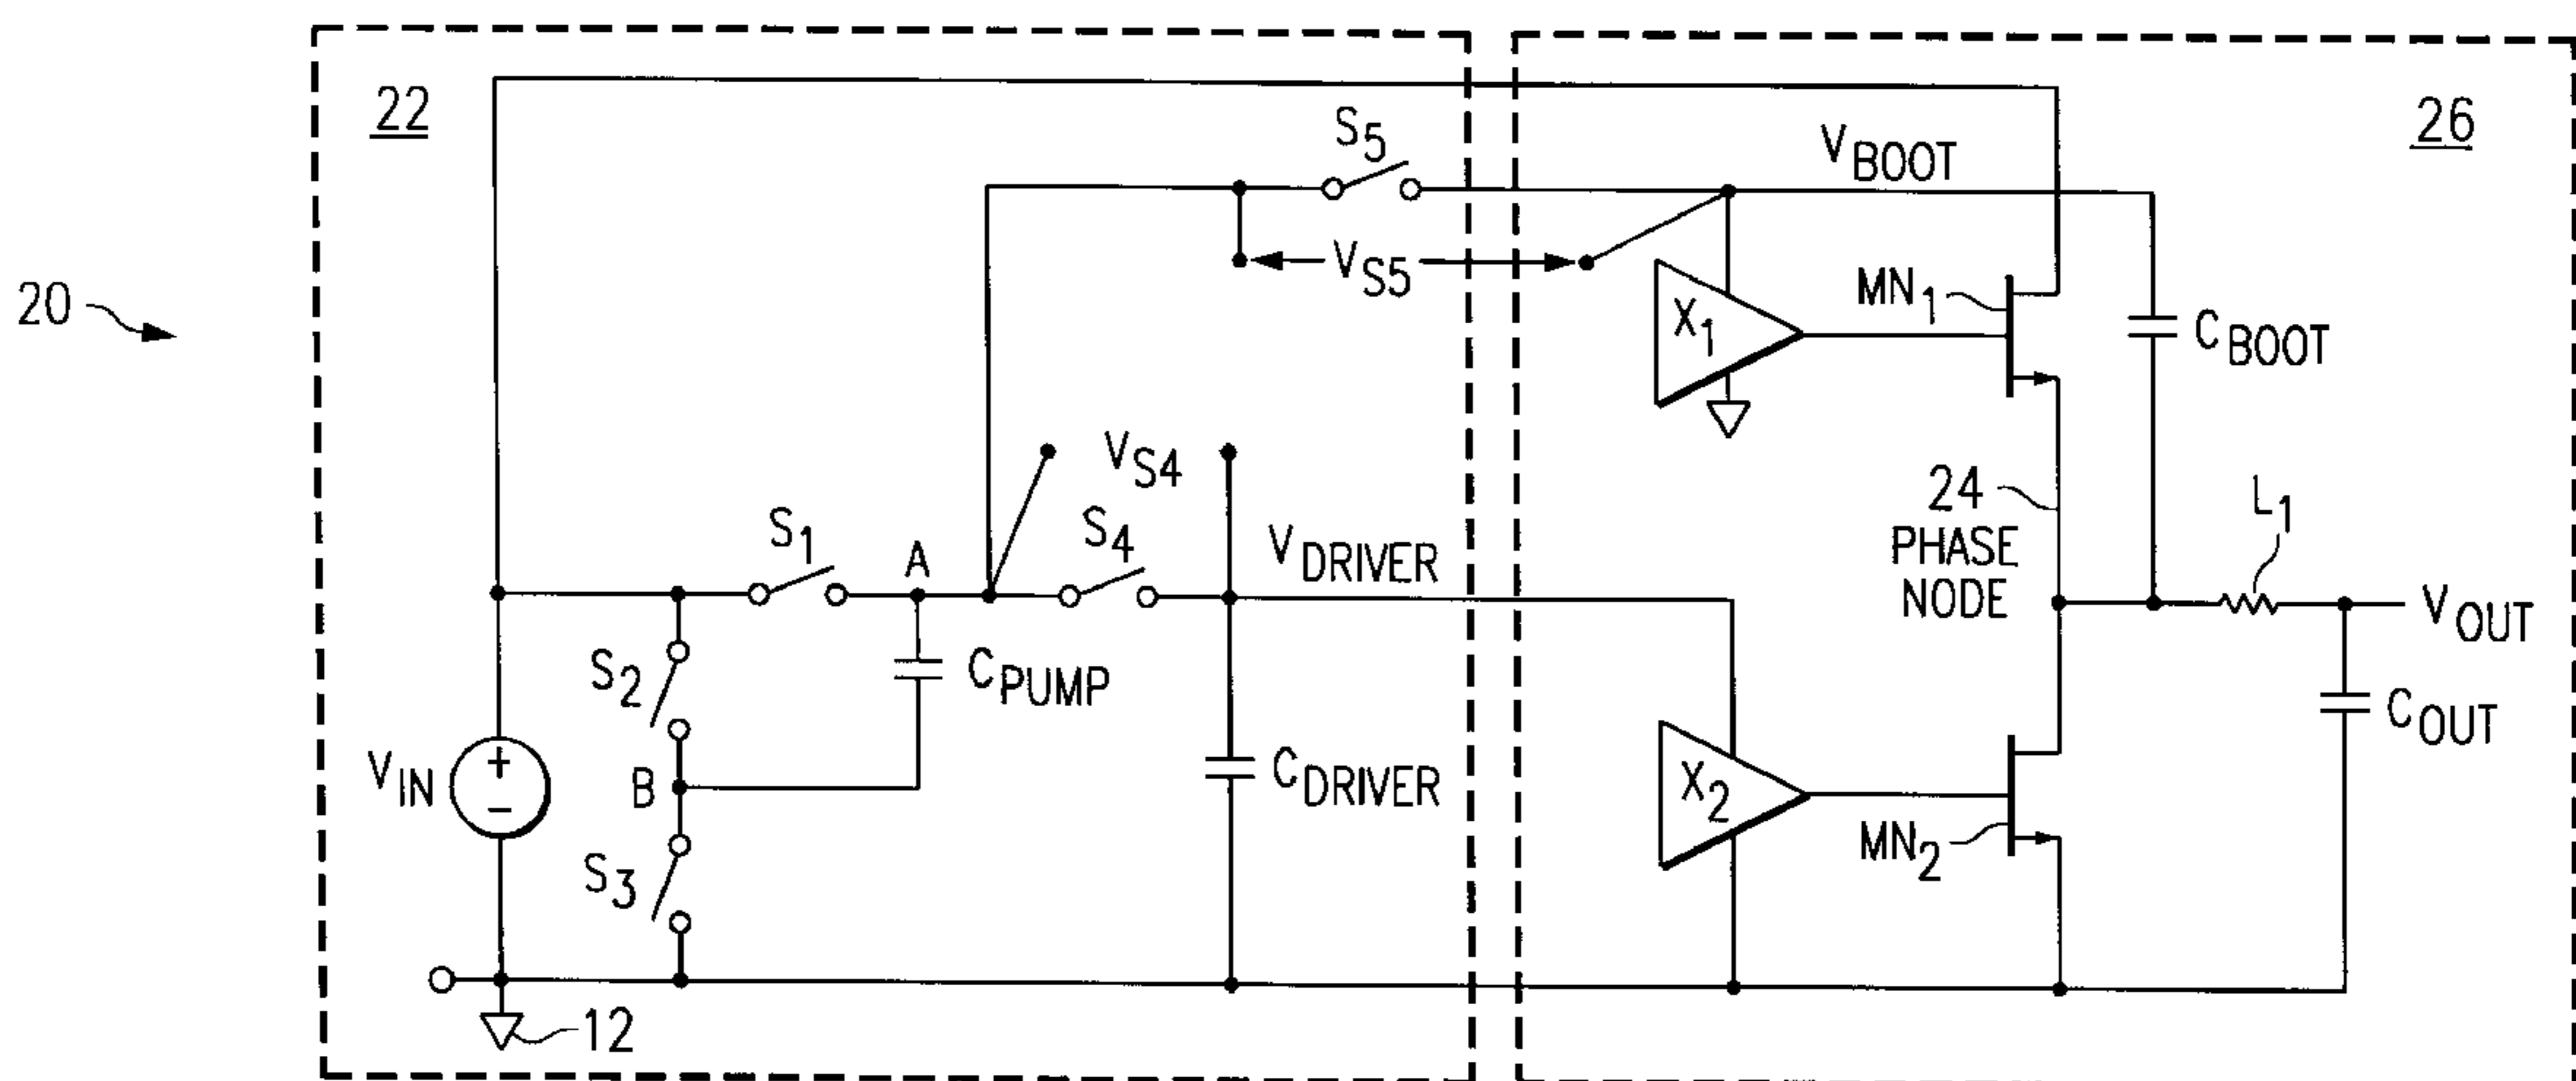 20
22
26
S5
VBOOT
VS5
X1
MN1
CBOOT
VS4
24
PHASE
NODE
L1
S1
A
S4
VDRIVER
VOUT
S2
CPUMP
COUT
VIN
+
-
B
CDRIVER
X2
MN2
S3
12